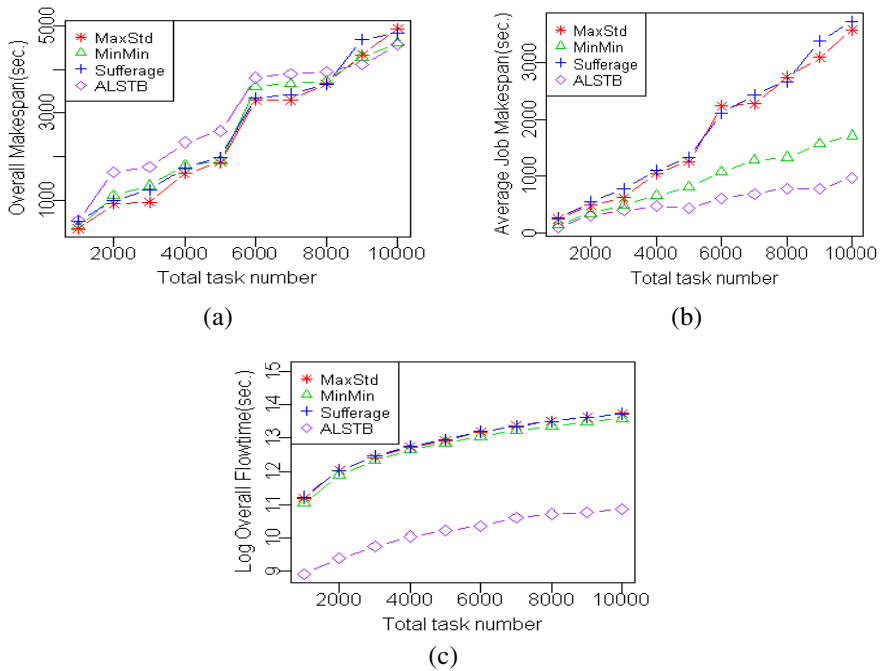 Overall Makespan(sec.)
5000
3000
1000
MaxStd
MinMin
Sufferage
ALSTB
2000 4000 6000 8000 10000
Total task number
(a)
Average Job Makespan(sec.)
3000
2000
1000
0
MaxStd
MinMin
Sufferage
ALSTB
2000 4000 6000 8000 10000
Total task number
(b)
Log Overall Flowtime(sec.)
15
14
13
12
11
10
9
MaxStd
MinMin
Sufferage
ALSTB
2000 4000 6000 8000 10000
Total task number
(c)